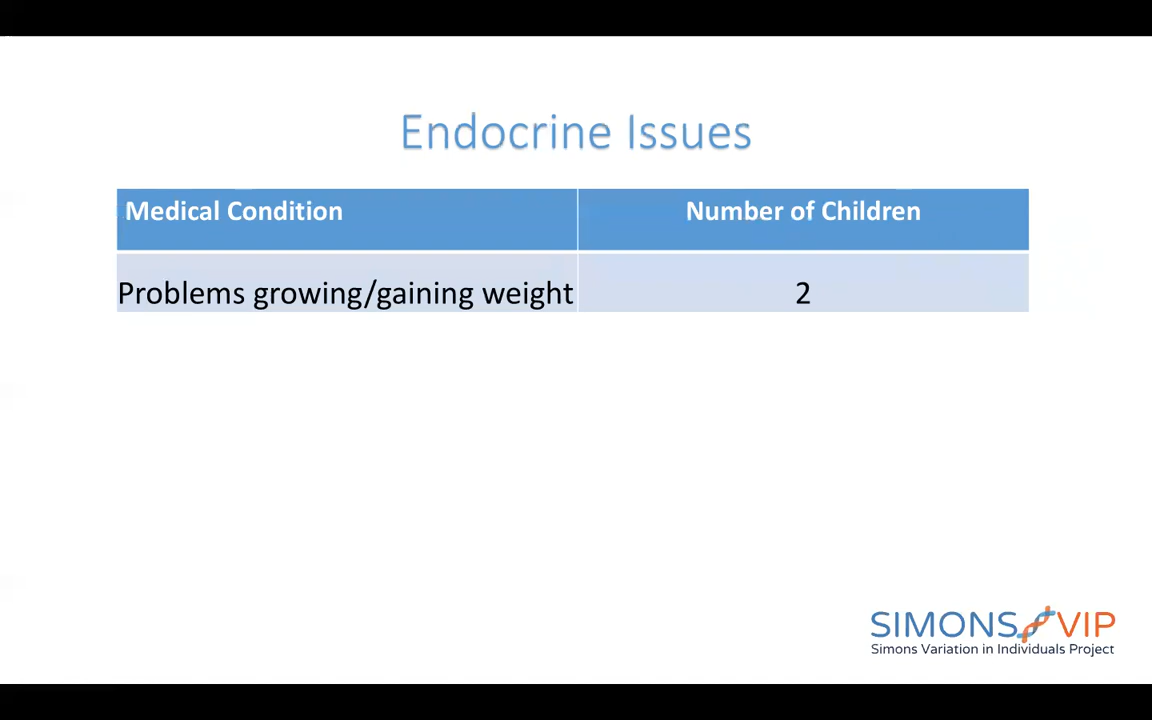 Endocrine Issues
Medical Condition Number of Children
Problems growing/gaining weight 2
SIMONS VIP
Simons Variation in Individuals Project